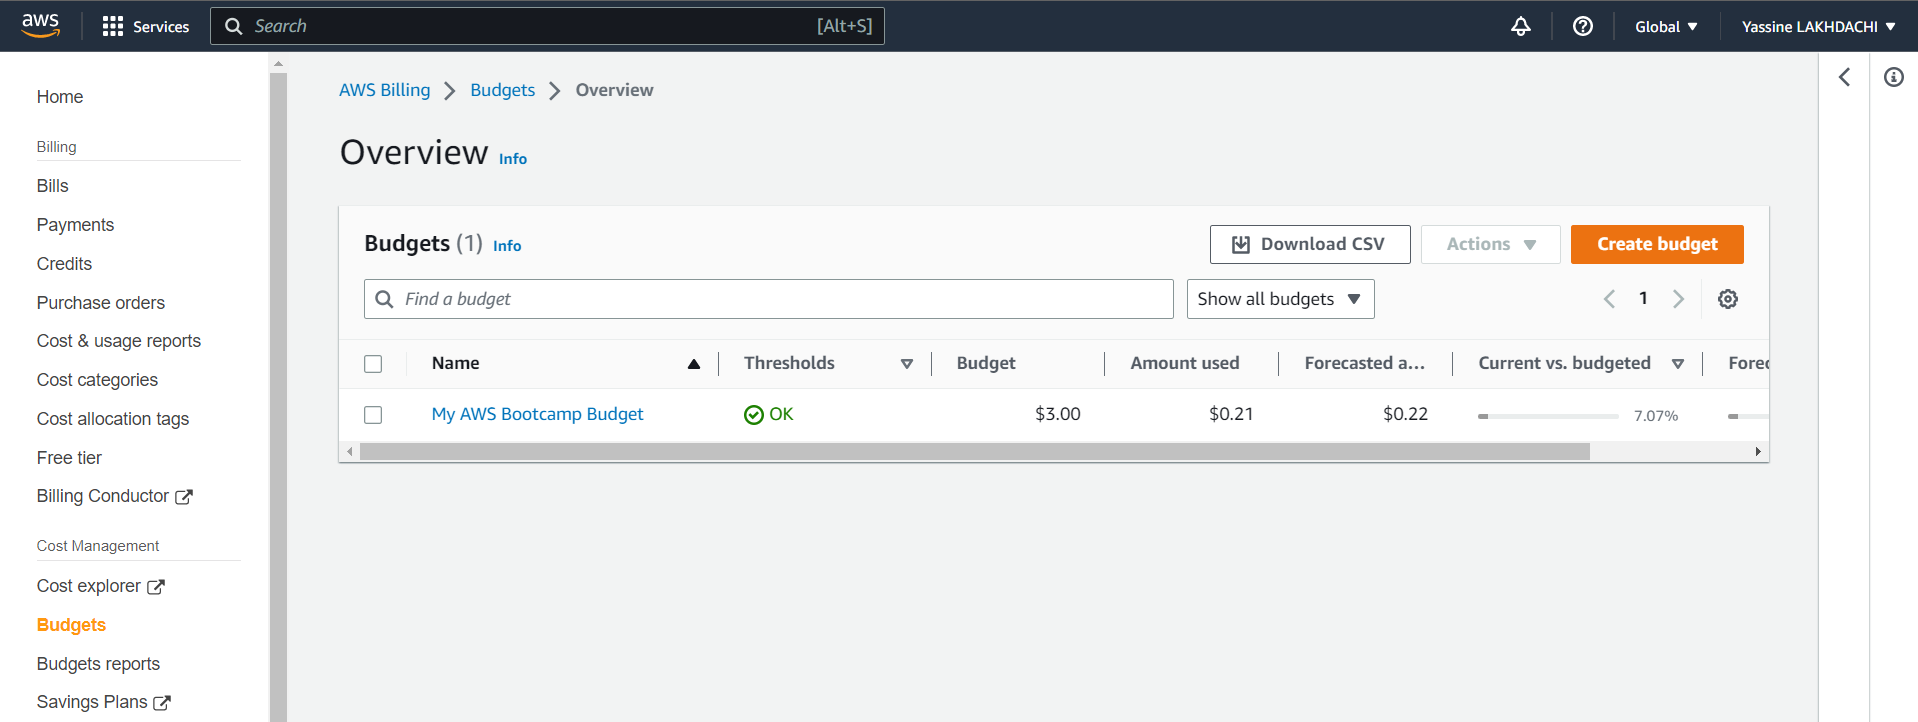 aws
Services
Search
[Alt+S]
Global
Yassine LAKHDACHI
Home
Billing
Bills
Payments
Credits
Purchase orders
Cost & usage reports
Cost categories
Cost allocation tags
Free tier
Billing Conductor
Cost Management
Cost explorer
Budgets
Budgets reports
Savings Plans
AWS Billing
Budgets
Overview
Overview Info
Budgets (1) Info
Download CSV
Actions
Create budget
Find a budget
Show all budgets
1
Name Thresholds Budget Amount used Forecasted a... Current vs. budgeted Forec
My AWS Bootcamp Budget OK $3.00 $0.21 $0.22 7.07%